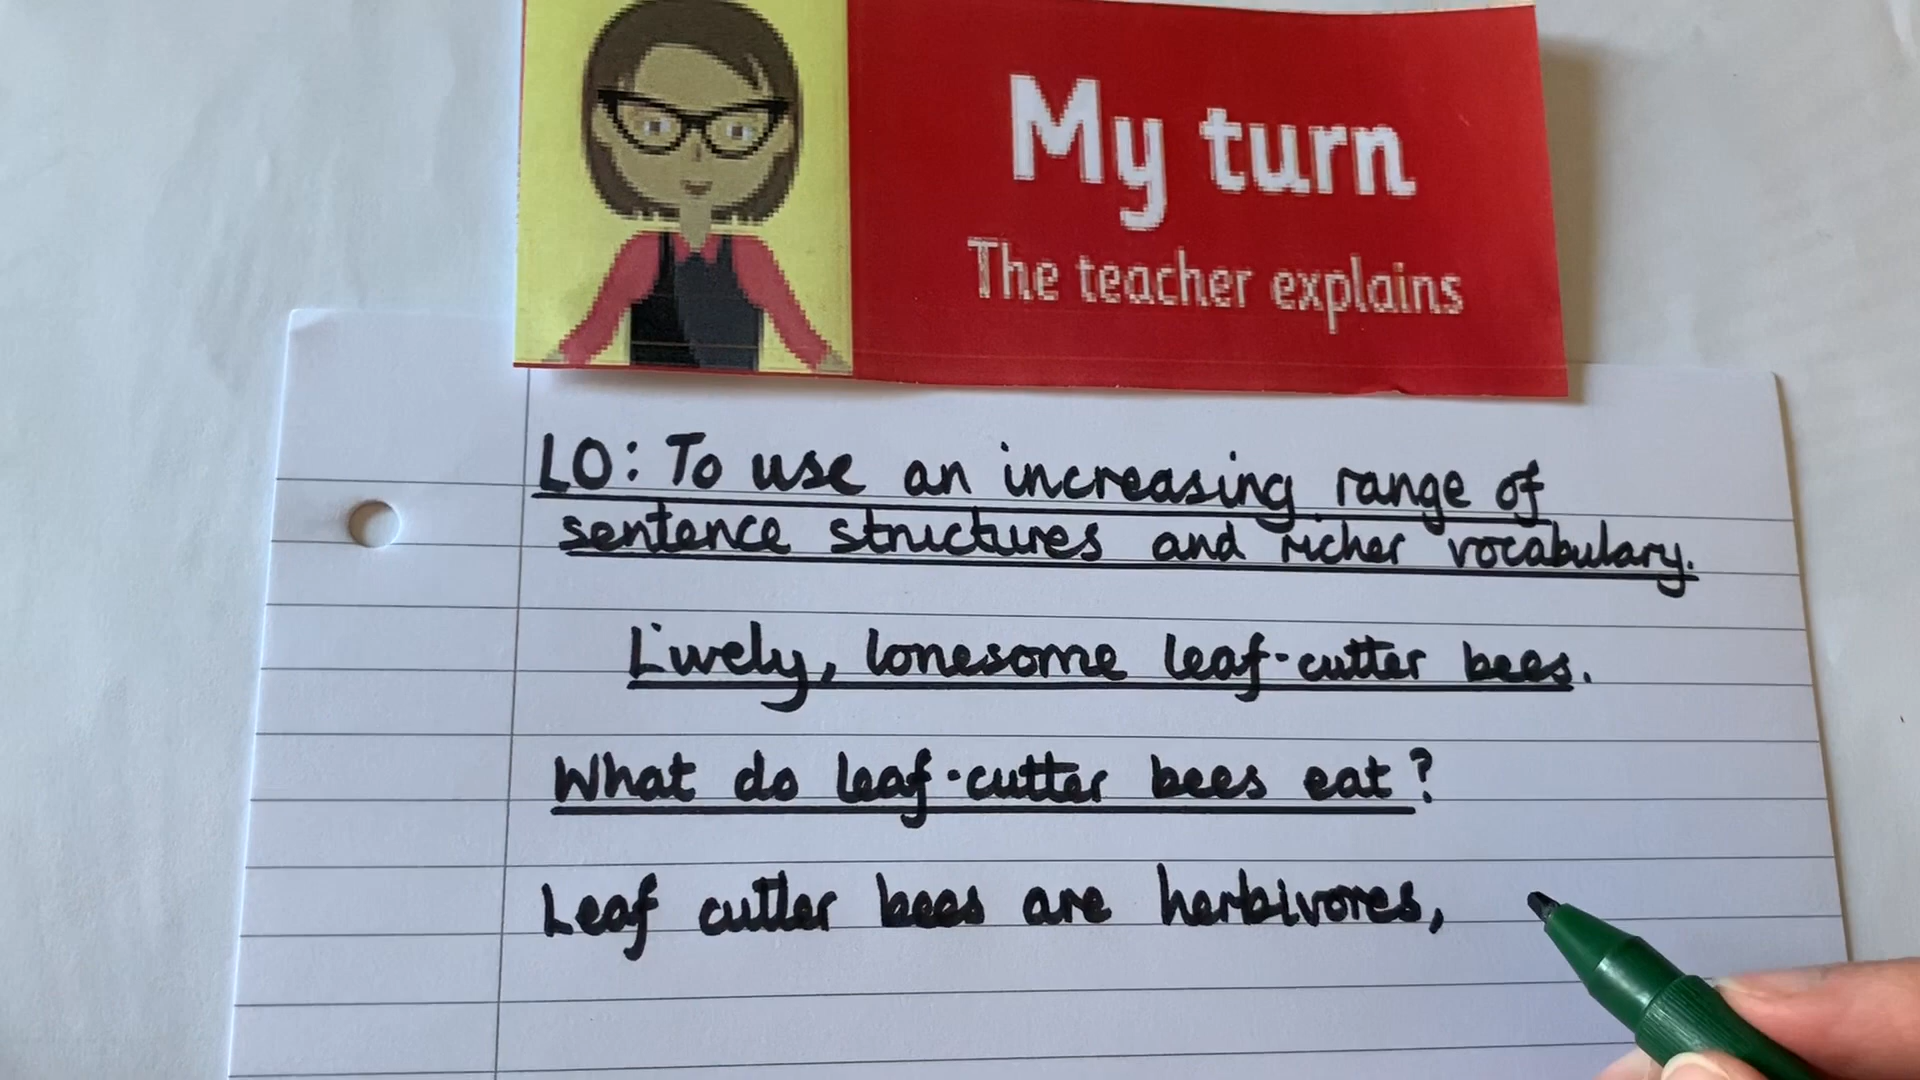 My turn
The teacher explains
LO: To use an increasing range of
sentence structures and richer vocabulary.
Lively, lonesome leaf-cutter bees.
What do leaf-cutter bees eat?
Leaf cutter bees are herbivores,